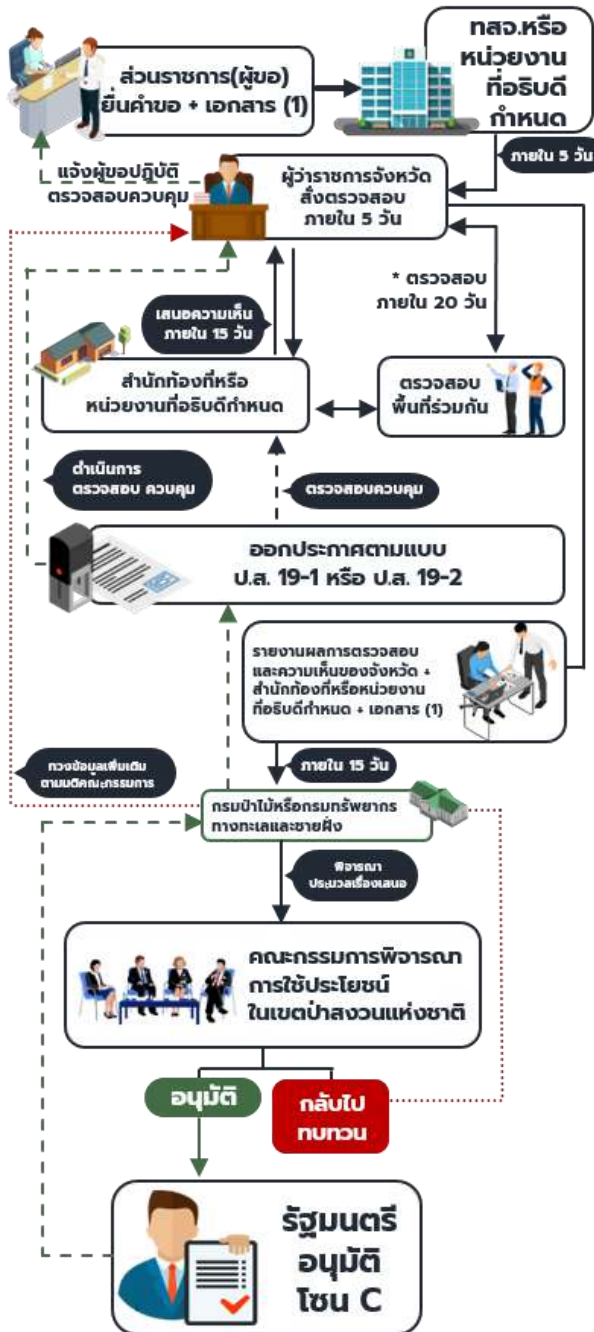 ส่วนราชการ(ผู้ขอ)
ยื่นคำขอ + เอกสาร (1)
ทสจ.หรือ
หน่วยงาน
ที่อธิบดี
กำหนด
ภายใน 5 วัน
แจ้งผู้ขอปฏิบัติ
ตรวจสอบควบคุม
ผู้ว่าราชการจังหวัด
สั่งตรวจสอบ
ภายใน 5 วัน
* ตรวจสอบ
ภายใน 20 วัน
เสนอความเห็น
ภายใน 15 วัน
สำนักท้องที่หรือ
หน่วยงานที่อธิบดีกำหนด
ตรวจสอบ
พื้นที่ร่วมกัน
ดำเนินการ
ตรวจสอบ ควบคุม
ตรวจสอบควบคุม
ออกประกาศตามแบบ
ป.ส. 19-1 หรือ ป.ส. 19-2
รายงานผลการตรวจสอบ
และความเห็นของจังหวัด +
สำนักท้องที่หรือหน่วยงาน
ที่อธิบดีกำหนด + เอกสาร (1)
ทวงข้อมูลเพิ่มเติม
ตามมติคณะกรรมการ
ภายใน 15 วัน
กรมป่าไม้หรือกรมทรัพยากร
ทางทะเลและชายฝั่ง
พิจารณา
ประมวลเรื่องเสนอ
คณะกรรมการพิจารณา
การใช้ประโยชน์
ในเขตป่าสงวนแห่งชาติ
อนุมัติ
กลับไป
ทบทวน
รัฐมนตรี
อนุมัติ
โซน C